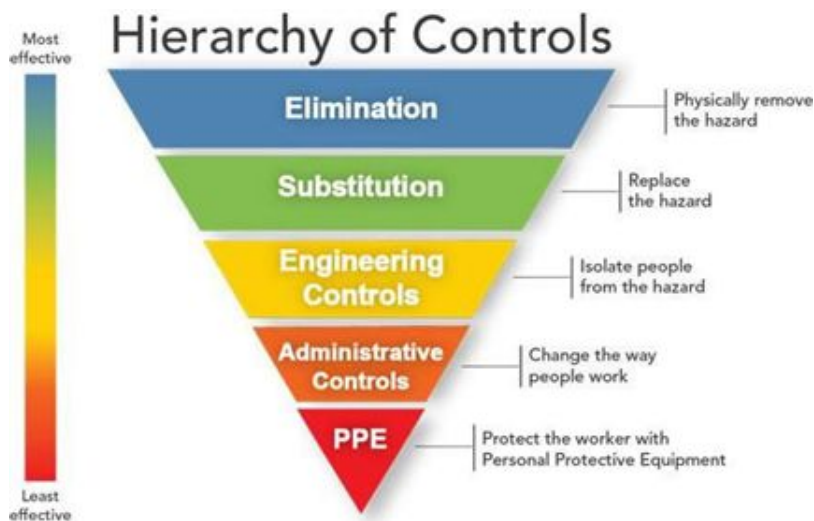 Hierarchy of Controls
Most
effective
Elimination
Physically remove
the hazard
Substitution
Replace
the hazard
Engineering
Controls
Isolate people
from the hazard
Administrative
Controls
Change the way
people work
PPE
Protect the worker with
Personal Protective Equipment
Least
effective